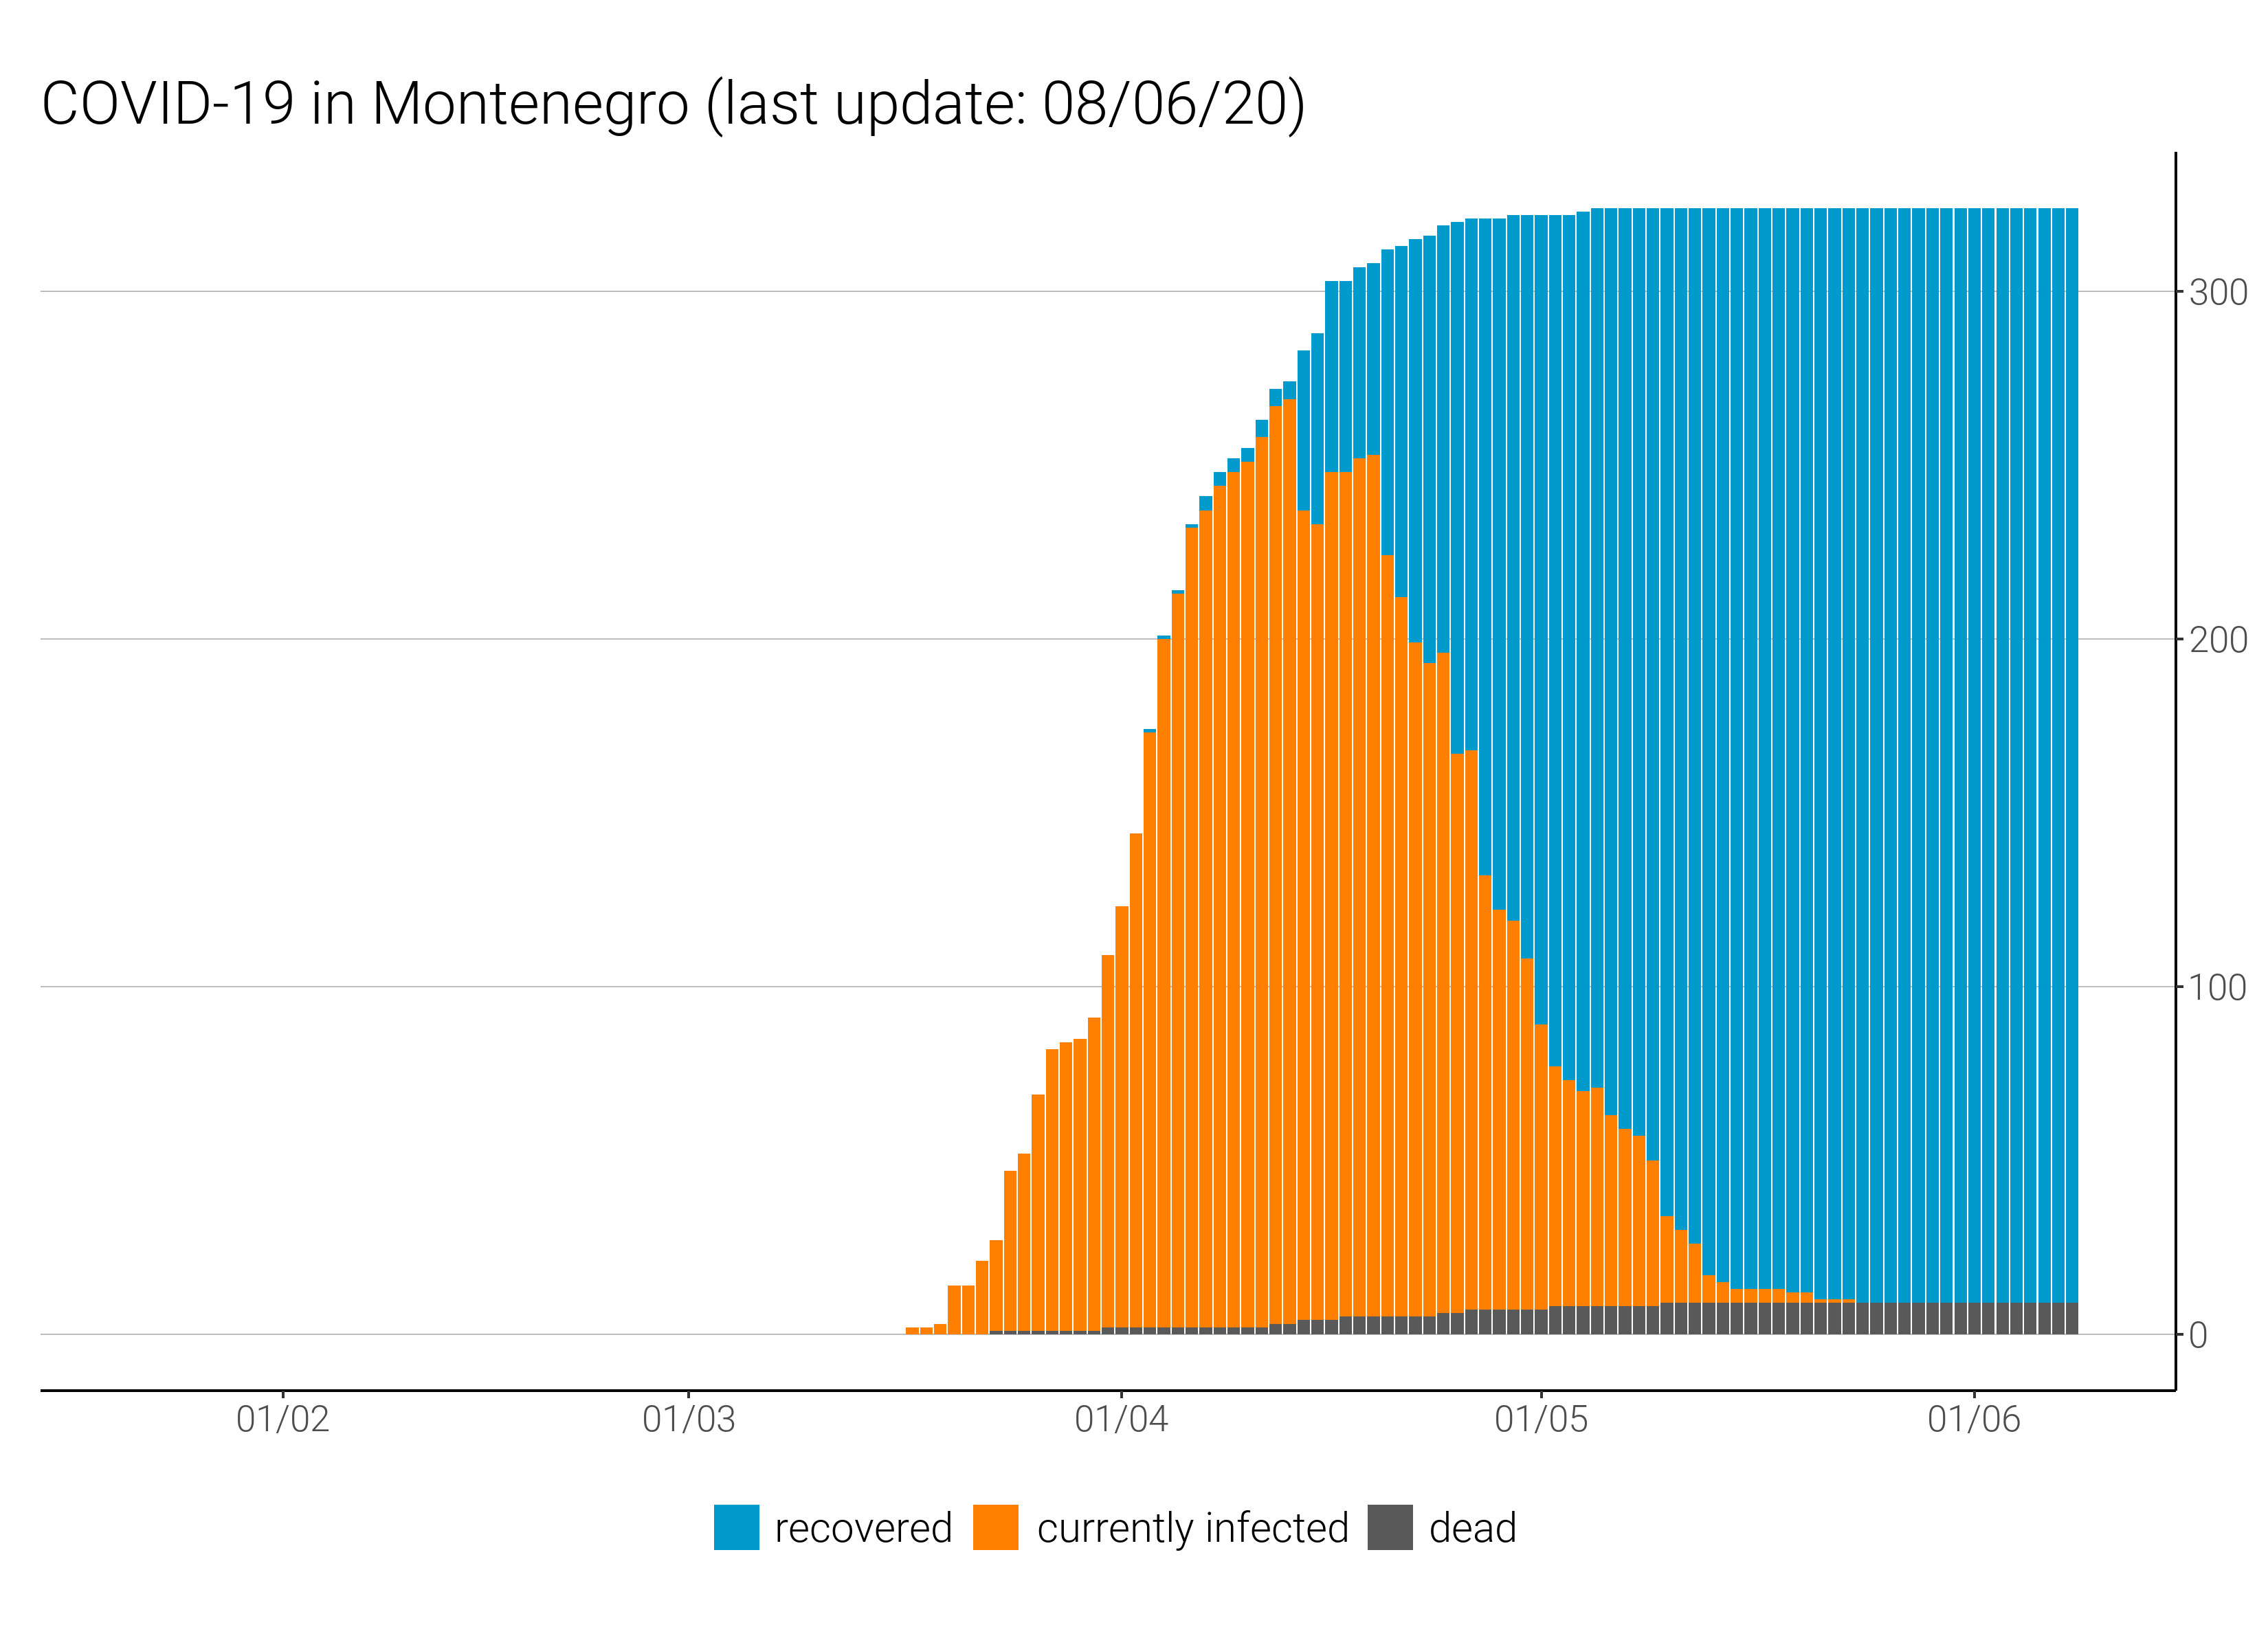 COVID-19 in Montenegro (last update: 08/06/20)
300
200
100
0
01/02 01/03 01/04 01/05 01/06
recovered currently infected dead